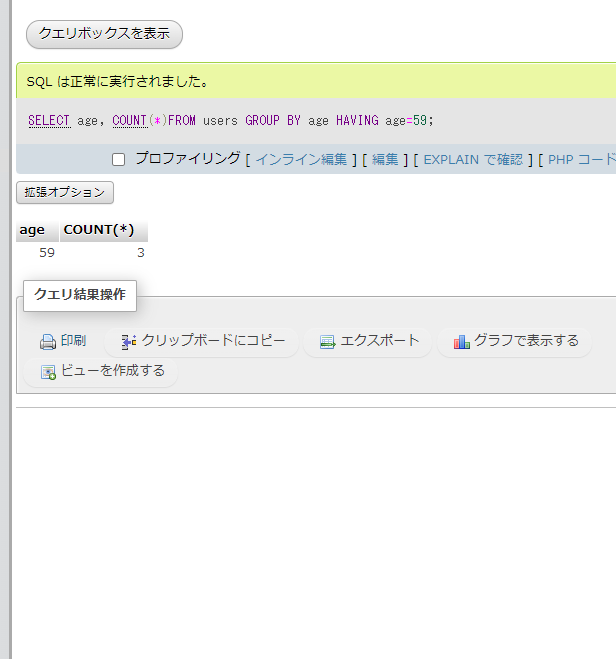 クエリボックスを表示
SQL は正常に実行されました。
SELECT age, COUNT(*)FROM users GROUP BY age HAVING age=59;
プロファイリング [ インライン編集 ] [ 編集 ] [ EXPLAIN で確認 ] [ PHP コード
拡張オプション
age COUNT(*)
59 3
クエリ結果操作
印刷 クリップボードにコピー エクスポート グラフで表示する
ビューを作成する